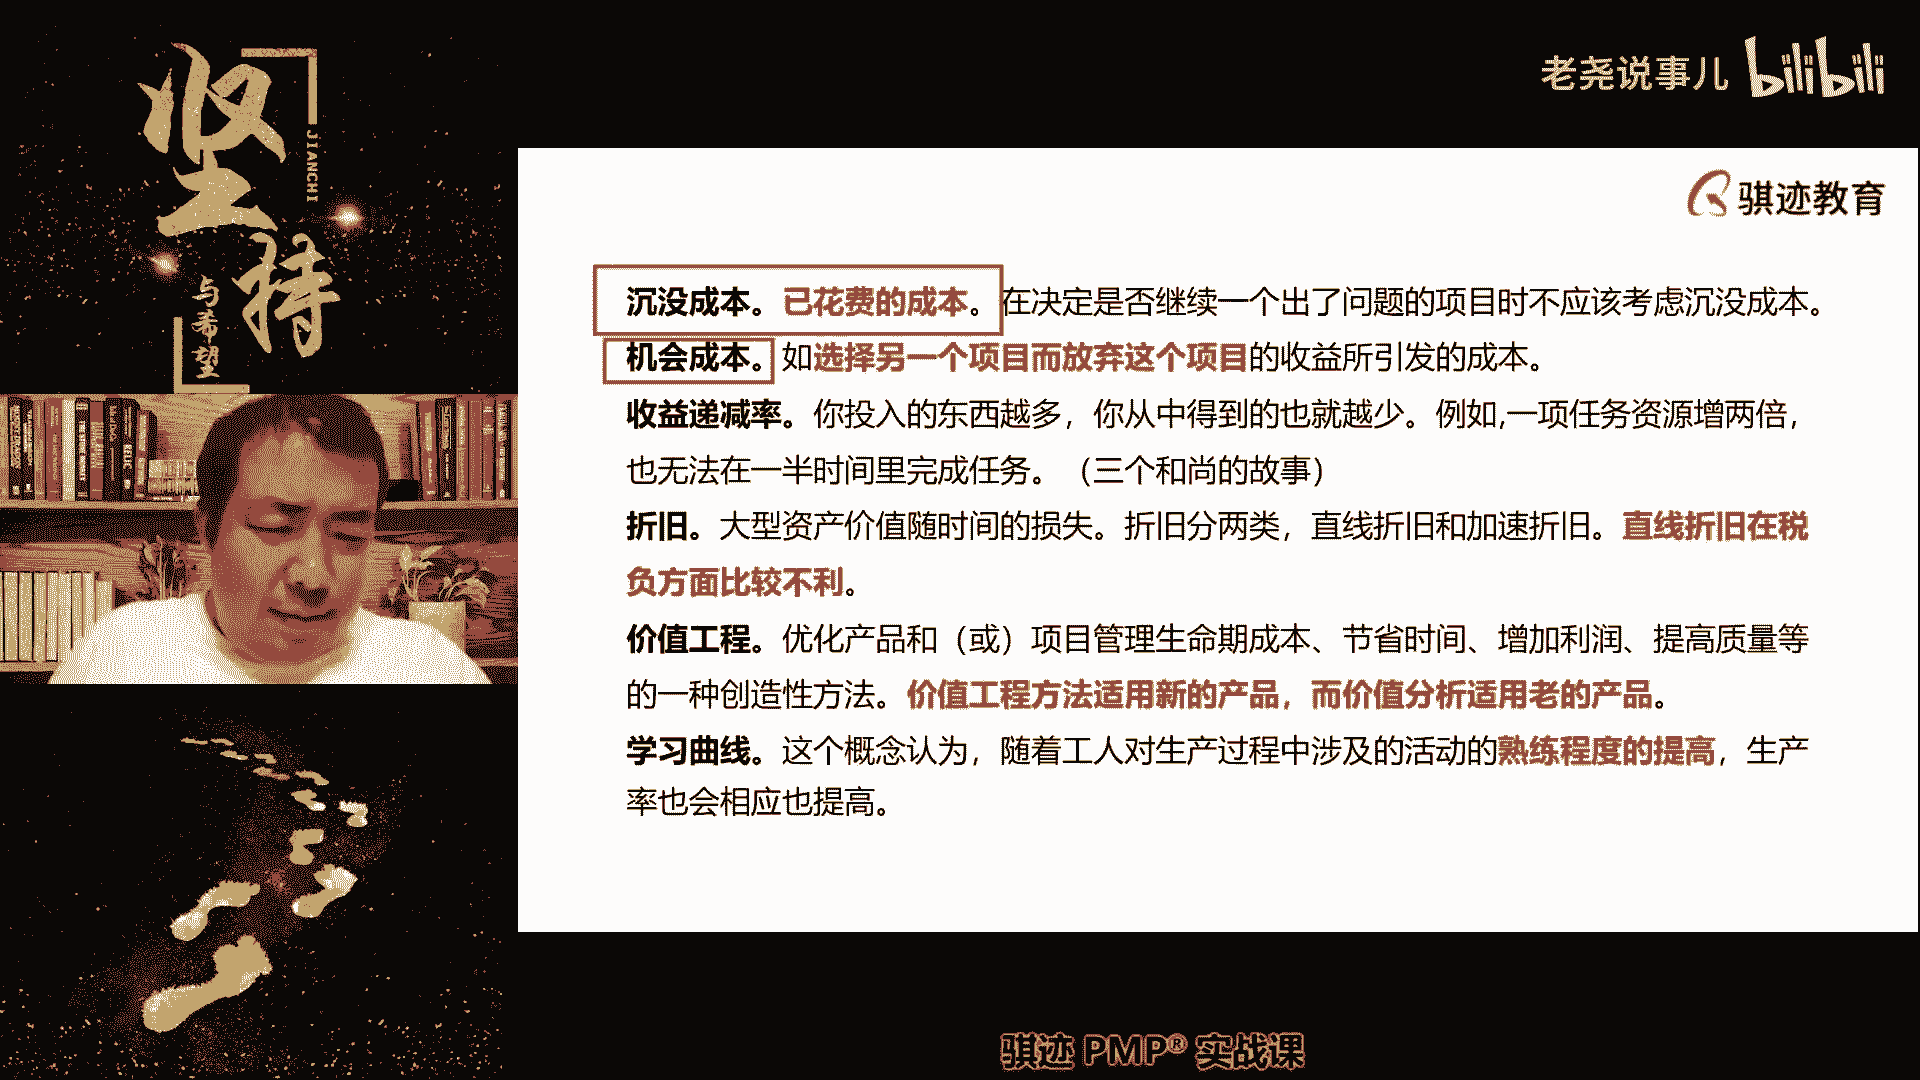 坚持
JIANCHI
与希望
老尧说事儿 bilibili
骐迹教育
沉没成本。已花费的成本。在决定是否继续一个出了问题的项目时不应该考虑沉没成本。
机会成本。如选择另一个项目而放弃这个项目的收益所引发的成本。
收益递减率。你投入的东西越多，你从中得到的也就越少。例如,一项任务资源增两倍，
也无法在一半时间里完成任务。（三个和尚的故事）
折旧。大型资产价值随时间的损失。折旧分两类，直线折旧和加速折旧。直线折旧在税
负方面比较不利。
价值工程。优化产品和（或）项目管理生命期成本、节省时间、增加利润、提高质量等
的一种创造性方法。价值工程方法适用新的产品，而价值分析适用老的产品。
学习曲线。这个概念认为，随着工人对生产过程中涉及的活动的熟练程度的提高，生产
率也会相应也提高。
骐迹 PMP® 实战课